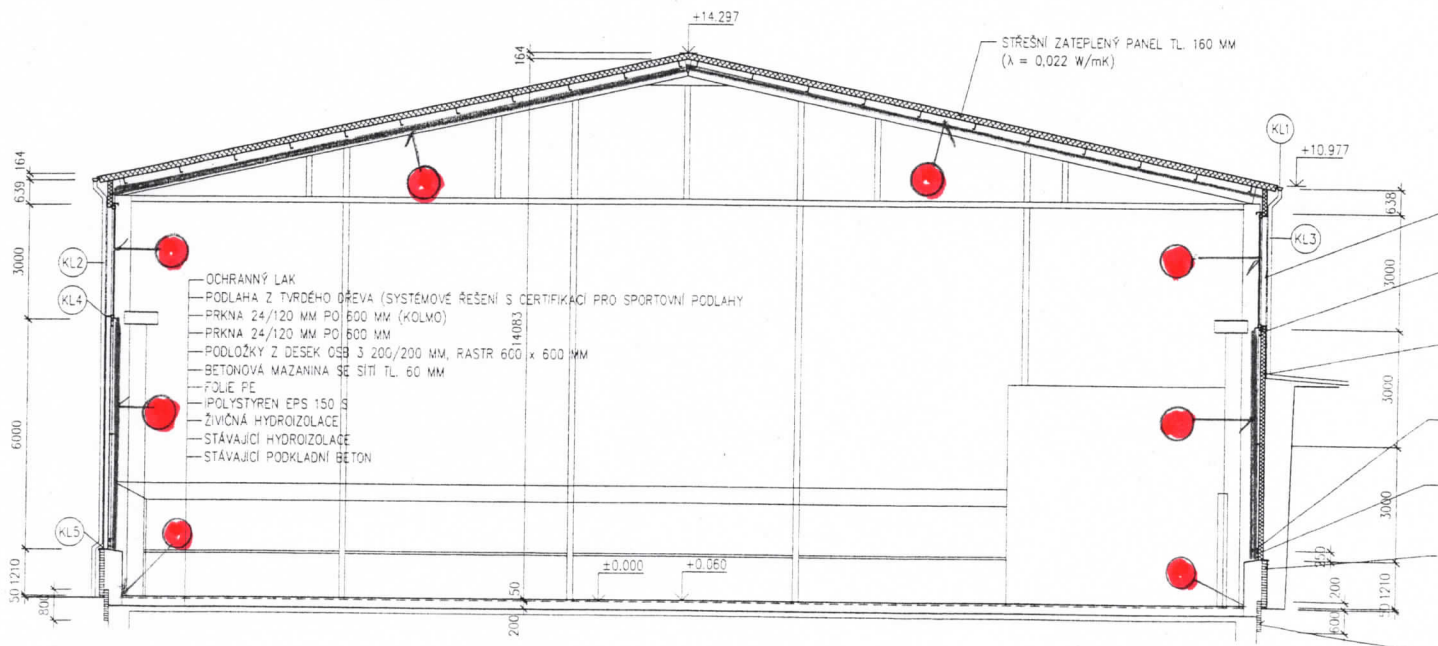 +14.297
164
STŘEŠNÍ ZATEPLENÝ PANEL TL. 160 MM
(λ = 0,022 W/mK)
KL1
+10.977
164
639
638
3000
KL2
KL3
KL4
3000
OCHRANNÝ LAK
PODLAHA Z TVRDÉHO DŘEVA (SYSTÉMOVÉ ŘEŠENÍ S CERTIFIKACÍ PRO SPORTOVNÍ PODLAHY
PRKNA 24/120 MM PO 600 MM (KOLMO)
PRKNA 24/120 MM PO 600 MM
14083
PODLOŽKY Z DESEK OSB 3 200/200 MM, RASTR 600 x 600 MM
BETONOVÁ MAZANINA SE SÍTÍ TL. 60 MM
FOLIE PE
POLYSTYREN EPS 150 S
ŽIVIČNÁ HYDROIZOLACE
STÁVAJÍCÍ HYDROIZOLACE
STÁVAJÍCÍ PODKLADNÍ BETON
6000
3000
3000
KL5
±0.000
+0.060
50
1210
800
150
200
200
600
50
1210